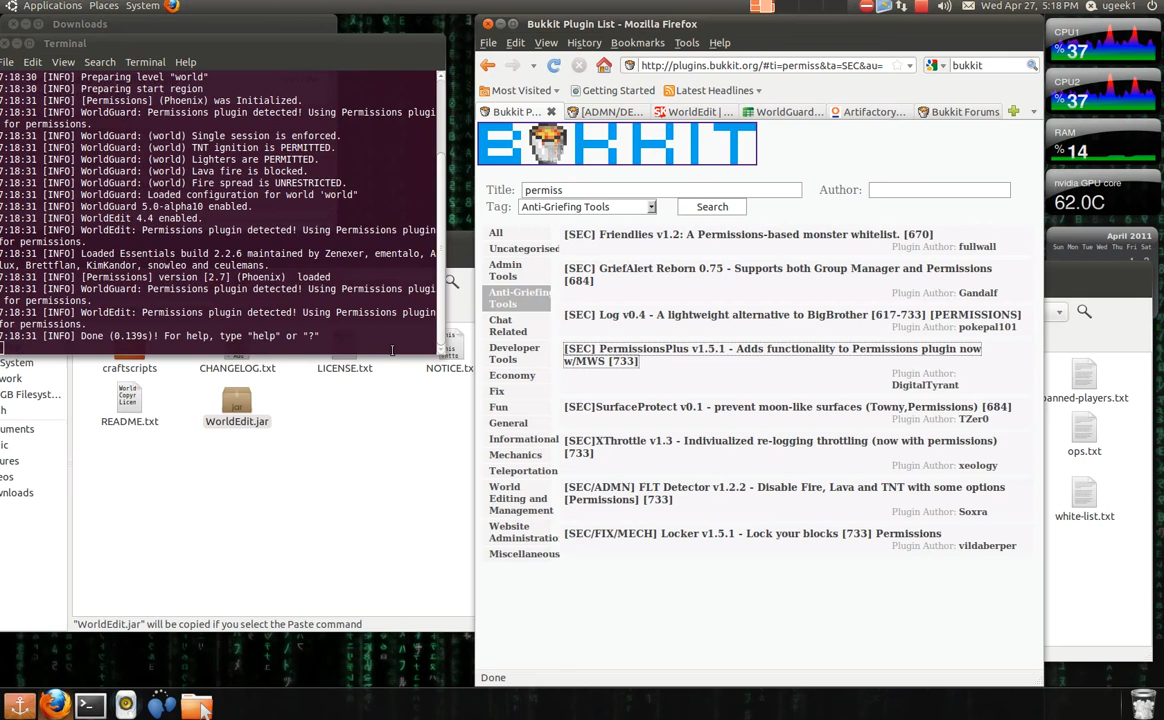 Applications Places System
Wed Apr 27, 5:18 PM
ugeek1
Downloads
Terminal
File Edit View Search Terminal Help
7:18:30 [INFO] Preparing level "world"
7:18:30 [INFO] Preparing start region
7:18:31 [INFO] [Permissions] (Phoenix) was Initialized.
7:18:31 [INFO] WorldGuard: Permissions plugin detected! Using Permissions plugi
for permissions.
7:18:31 [INFO] WorldGuard: (world) Single session is enforced.
7:18:31 [INFO] WorldGuard: (world) TNT ignition is PERMITTED.
7:18:31 [INFO] WorldGuard: (world) Lighters are PERMITTED.
7:18:31 [INFO] WorldGuard: (world) Lava fire is blocked.
7:18:31 [INFO] WorldGuard: (world) Fire spread is UNRESTRICTED.
7:18:31 [INFO] WorldGuard: Loaded configuration for world 'world"
7:18:31 [INFO] WorldGuard 5.0-alpha10 enabled.
7:18:31 [INFO] WorldEdit 4.4 enabled.
7:18:31 [INFO] WorldEdit: Permissions plugin detected! Using Permissions plugin
for permissions.
7:18:31 [INFO] Loaded Essentials build 2.2.6 maintained by Zenexer, ementalo, A
lux, Brettflan, KimKandor, snowleo and ceulemans.
7:18:31 [INFO] [Permissions] version [2.7] (Phoenix) loaded
7:18:31 [INFO] WorldGuard: Permissions plugin detected! Using Permissions plugi
for permissions.
7:18:31 [INFO] WorldEdit: Permissions plugin detected! Using Permissions plugin
for permissions.
7:18:31 [INFO] Done (0.139s)! For help, type "help" or "?"
craftscripts
CHANGELOG.txt
LICENSE.txt
NOTICE.t
README.txt
WorldEdit.jar
"WorldEdit.jar" will be copied if you select the Paste command
Bukkit Plugin List - Mozilla Firefox
File Edit View History Bookmarks Tools Help
http://plugins.bukkit.org/#ti=permiss&ta=SEC&au=
bukkit
Most Visited
Getting Started
Latest Headlines
Bukkit P...
[ADMN/DE...
WorldEdit |...
WorldGuard...
Artifactory...
Bukkit Forums
BUKKIT
Title: permiss
Author:
Tag: Anti-Griefing Tools
Search
All
Uncategorised
Admin
Tools
Anti-Griefing
Tools
Chat
Related
Developer
Tools
Economy
Fix
Fun
General
Informational
Mechanics
Teleportation
World
Editing and
Management
Website
Administratio
Miscellaneous
[SEC] Friendlies v1.2: A Permissions-based monster whitelist. [670]
Plugin Author: fullwall
[SEC] GriefAlert Reborn 0.75 - Supports both Group Manager and Permissions
[684]
Plugin Author: Gandalf
[SEC] Log v0.4 - A lightweight alternative to BigBrother [617-733] [PERMISSIONS]
Plugin Author: pokepal101
[SEC] PermissionsPlus v1.5.1 - Adds functionality to Permissions plugin now
w/MWS [733]
Plugin Author:
DigitalTyrant
[SEC]SurfaceProtect v0.1 - prevent moon-like surfaces (Towny,Permissions) [684]
Plugin Author: TZer0
[SEC]XThrottle v1.3 - Indiviualized re-logging throttling (now with permissions)
[733]
Plugin Author: xeology
[SEC/ADMN] FLT Detector v1.2.2 - Disable Fire, Lava and TNT with some options
[Permissions] [733]
Plugin Author: Soxra
[SEC/FIX/MECH] Locker v1.5.1 - Lock your blocks [733] Permissions
Plugin Author: vildaberper
Done
CPU1
% 37
CPU2
% 37
RAM
% 14
nvidia GPU core
62.0C
April 2011
Sun Mon Tue Wed Thu Fri Sat
banned-players.txt
ops.txt
white-list.txt